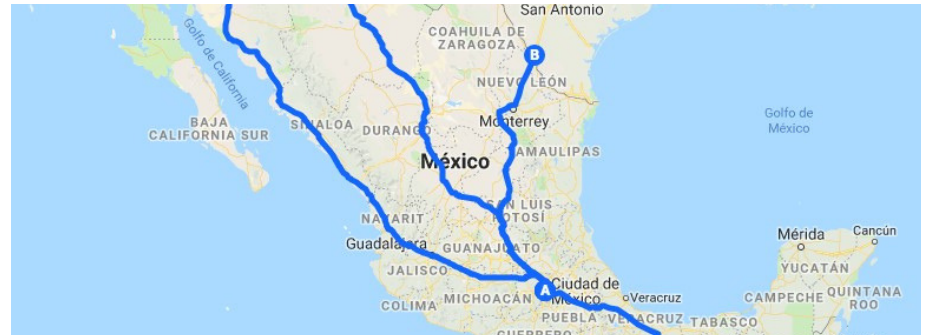 San Antonio
Golfo de
California
COAHUILA DE
ZARAGOZA
B
NUEVO LEÓN
Golfo de
México
BAJA
CALIFORNIA SUR
SINALOA
DURANGO
Monterrey
TAMAULIPAS
México
SAN LUIS
POTOSÍ
NAYARIT
Guadalajara
GUANAJUATO
Mérida
Cancún
JALISCO
YUCATÁN
A
Ciudad de
México
COLIMA
MICHOACÁN
Veracruz
CAMPECHE
QUINTANA
ROO
PUEBLA
VERACRUZ
TABASCO
GUERRERO